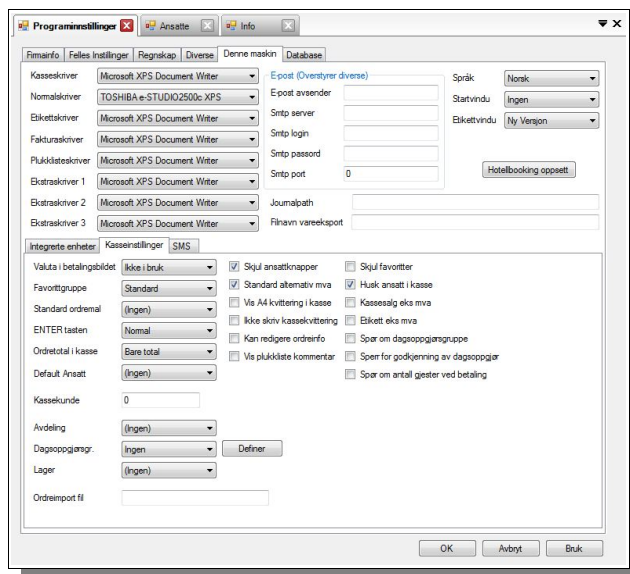 Programinnstillinger
Ansatte
Info
Firmainfo
Felles Instillinger
Regnskap
Diverse
Denne maskin
Database
Kasseskriver
Microsoft XPS Document Writer
Normalskriver
TOSHIBA e-STUDIO2500c XPS
Etikettskriver
Microsoft XPS Document Writer
Fakturaskriver
Microsoft XPS Document Writer
Plukklisteskriver
Microsoft XPS Document Writer
Ekstraskriver 1
Microsoft XPS Document Writer
Ekstraskriver 2
Microsoft XPS Document Writer
Ekstraskriver 3
Microsoft XPS Document Writer
E-post (Overstyrer diverse)
E-post avsender
Smtp server
Smtp login
Smtp passord
Smtp port
0
Journalpath
Filnavn vareeksport
Språk
Norsk
Startvindu
Ingen
Etikettvindu
Ny Versjon
Hotellbooking oppsett
Integrerte enheter
Kasseinstillinger
SMS
Valuta i betalingsbildet
Ikke i bruk
Favorittgruppe
Standard
Standard ordremal
(Ingen)
ENTER tasten
Normal
Ordretotal i kasse
Bare total
Default Ansatt
(Ingen)
Kassekunde
0
Avdeling
(Ingen)
Dagsoppgjørsgr.
Ingen
Definer
Lager
(Ingen)
Ordreimport fil
Skjul ansattknapper
Standard alternativ mva
Vis A4 kvittering i kasse
Ikke skriv kassekvittering
Kan redigere ordreinfo
Vis plukkliste kommentar
Skjul favoritter
Husk ansatt i kasse
Kassesalg eks mva
Etikett eks mva
Spør om dagsoppgjørsgruppe
Sperr for godkjenning av dagsoppgjør
Spør om antall gjester ved betaling
OK
Avbryt
Bruk